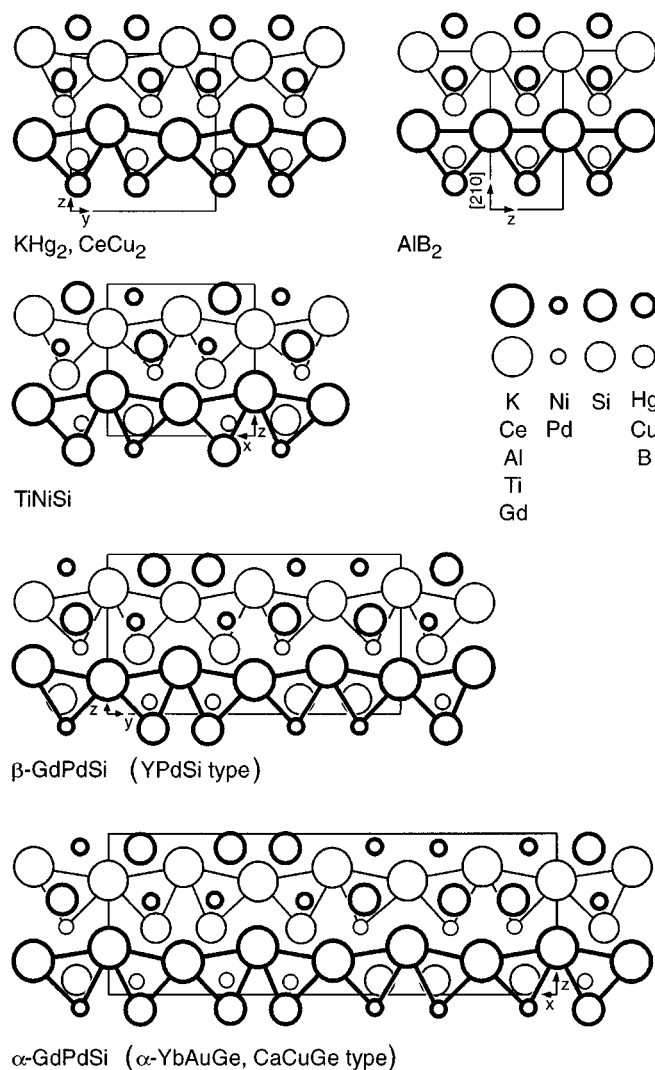 z
y
KHg₂, CeCu₂
[210]
z
AlB₂
z
x
TiNiSi
K Ni Si Hg
Ce Pd Cu
Al B
Ti
Gd
z
y
β-GdPdSi (YPdSi type)
z
x
α-GdPdSi (α-YbAuGe, CaCuGe type)